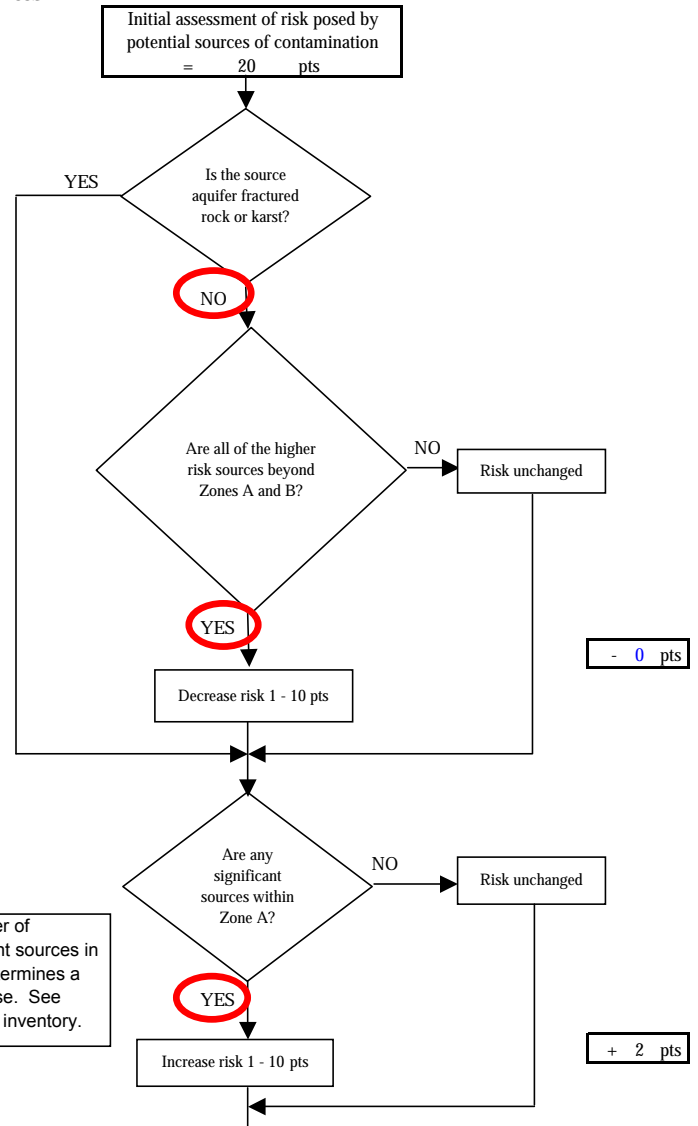 Initial assessment of risk posed by
potential sources of contamination
= 20 pts
YES
Is the source
aquifer fractured
rock or karst?
NO
Are all of the higher
risk sources beyond
Zones A and B?
NO
Risk unchanged
YES
- 0 pts
Decrease risk 1 - 10 pts
Are any
significant
sources within
Zone A?
NO
Risk unchanged
er of
nt sources in
termines a
se. See
inventory.
YES
Increase risk 1 - 10 pts
+ 2 pts